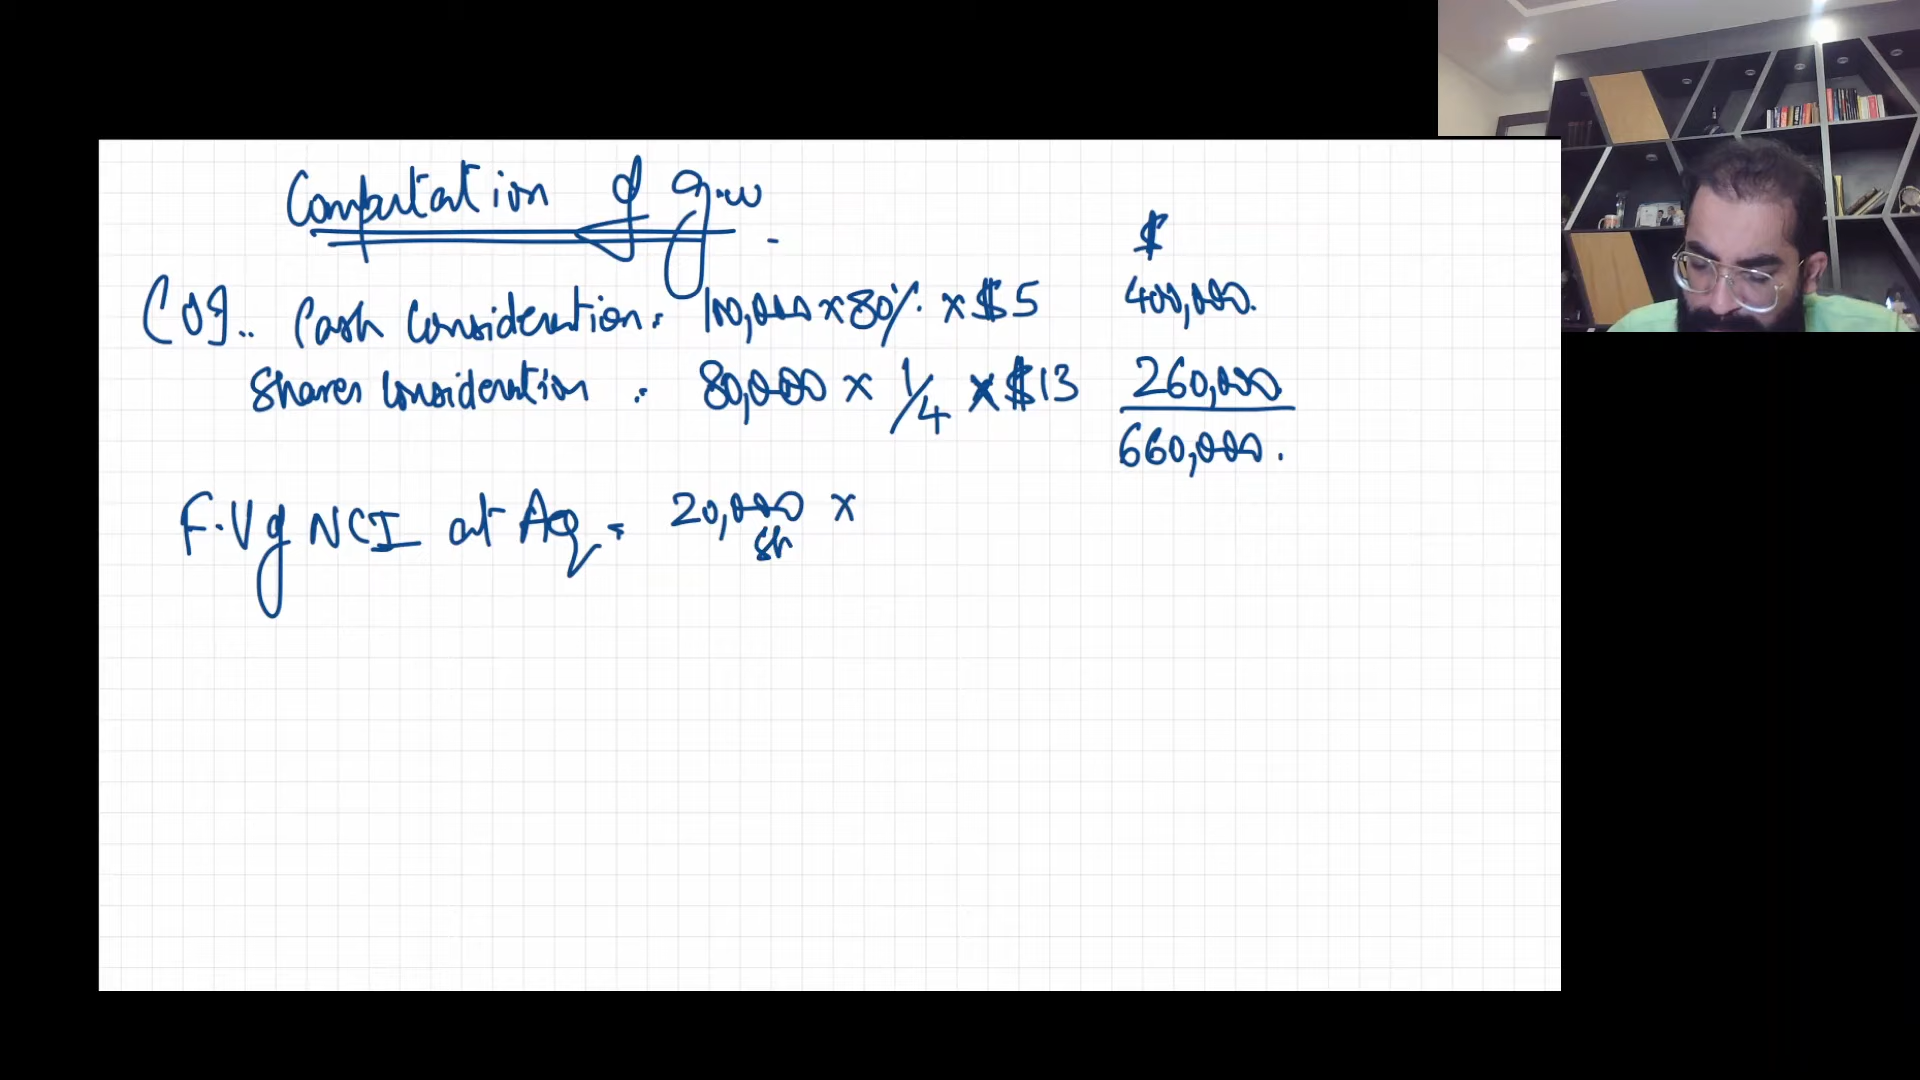 Computation of g.w
$
COI.. Cash Consideration. 100,000 x 80% x $5 400,000.
Shares Consideration . 80,000 x 1/4 x $13 260,000
660,000.
F.V of NCI at Aq. 20,000 x
sh